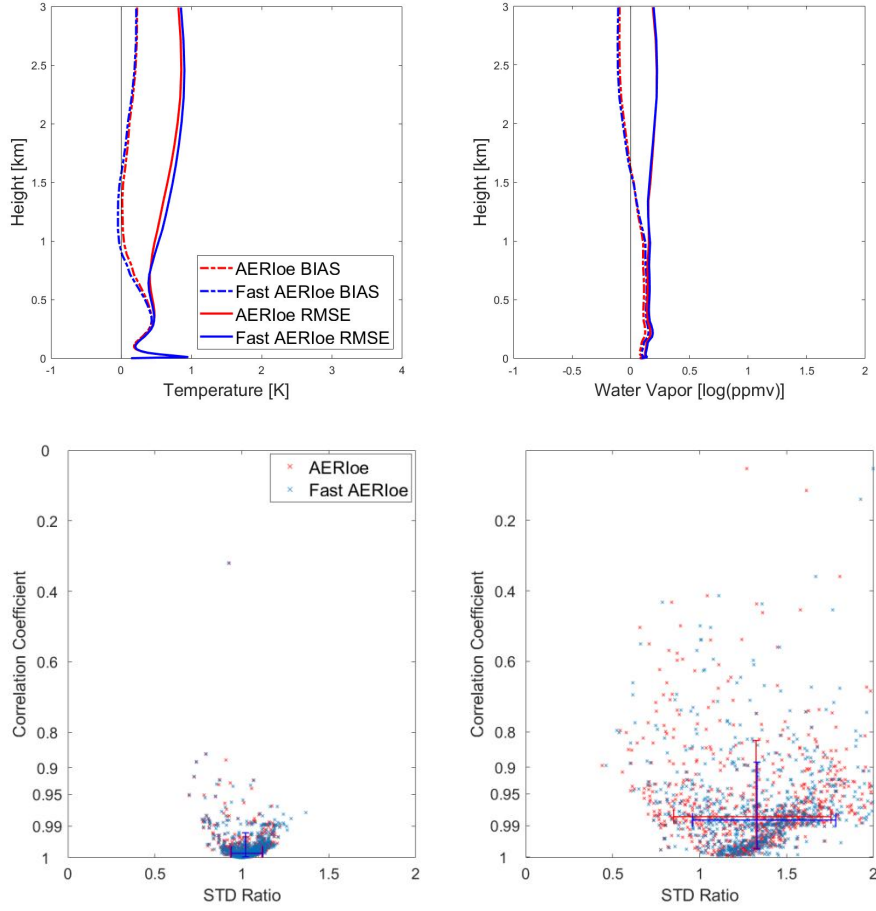 3
2.5
2
1.5
1
0.5
0
Height [km]
-1 0 1 2 3 4
Temperature [K]
AERIoe BIAS
Fast AERIoe BIAS
AERIoe RMSE
Fast AERIoe RMSE
3
2.5
2
1.5
1
0.5
0
Height [km]
-1 -0.5 0 0.5 1 1.5 2
Water Vapor [log(ppmv)]
0
0.2
0.4
0.6
0.8
0.9
0.95
0.99
1
Correlation Coefficient
0 0.5 1 1.5 2
STD Ratio
AERIoe
Fast AERIoe
0.2
0.4
0.6
0.8
0.9
0.95
0.99
1
Correlation Coefficient
0 0.5 1 1.5 2
STD Ratio